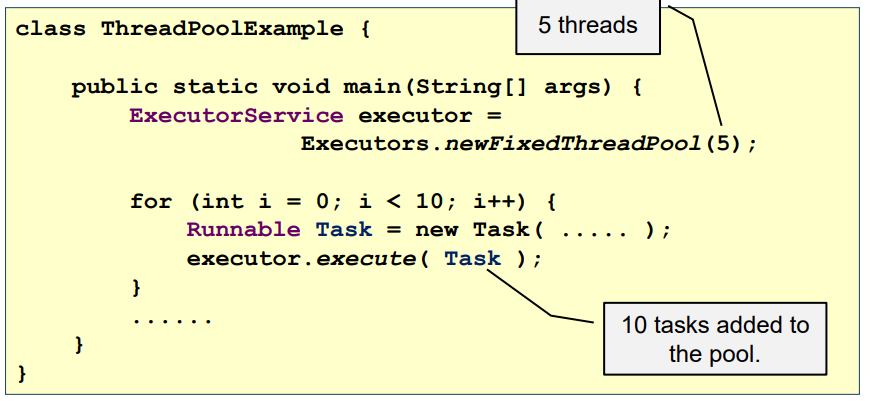 5 threads
class ThreadPoolExample {
public static void main(String[] args) {
ExecutorService executor =
Executors.newFixedThreadPool(5);
for (int i = 0; i < 10; i++) {
Runnable Task = new Task( ..... );
executor.execute( Task );
}
......
}
}
10 tasks added to
the pool.